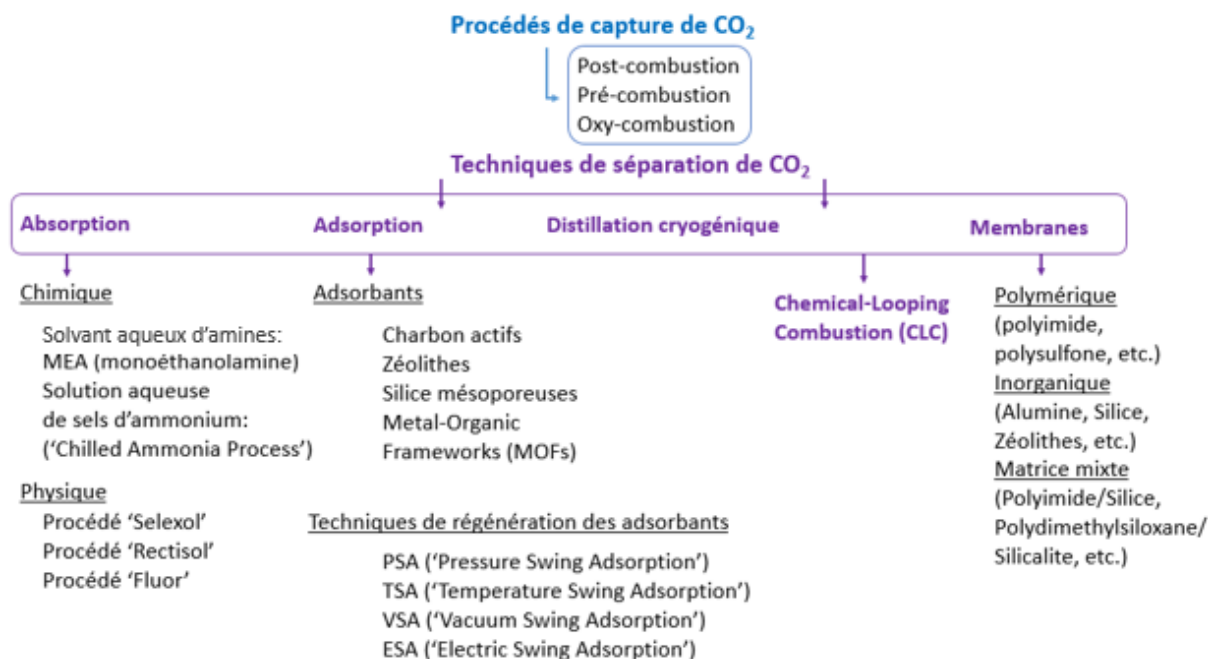 Procédés de capture de CO₂
Post-combustion
Pré-combustion
Oxy-combustion
Techniques de séparation de CO₂
Absorption
Adsorption
Distillation cryogénique
Membranes
Chimique
Solvant aqueux d’amines:
MEA (monoéthanolamine)
Solution aqueuse
de sels d’ammonium:
(‘Chilled Ammonia Process’)
Physique
Procédé ‘Selexol’
Procédé ‘Rectisol’
Procédé ‘Fluor’
Adsorbants
Charbon actifs
Zéolithes
Silice mésoporeuses
Metal-Organic
Frameworks (MOFs)
Techniques de régénération des adsorbants
PSA (‘Pressure Swing Adsorption’)
TSA (‘Temperature Swing Adsorption’)
VSA (‘Vacuum Swing Adsorption’)
ESA (‘Electric Swing Adsorption’)
Chemical-Looping
Combustion (CLC)
Polymérique
(polyimide,
polysulfone, etc.)
Inorganique
(Alumine, Silice,
Zéolithes, etc.)
Matrice mixte
(Polyimide/Silice,
Polydimethylsiloxane/
Silicalite, etc.)